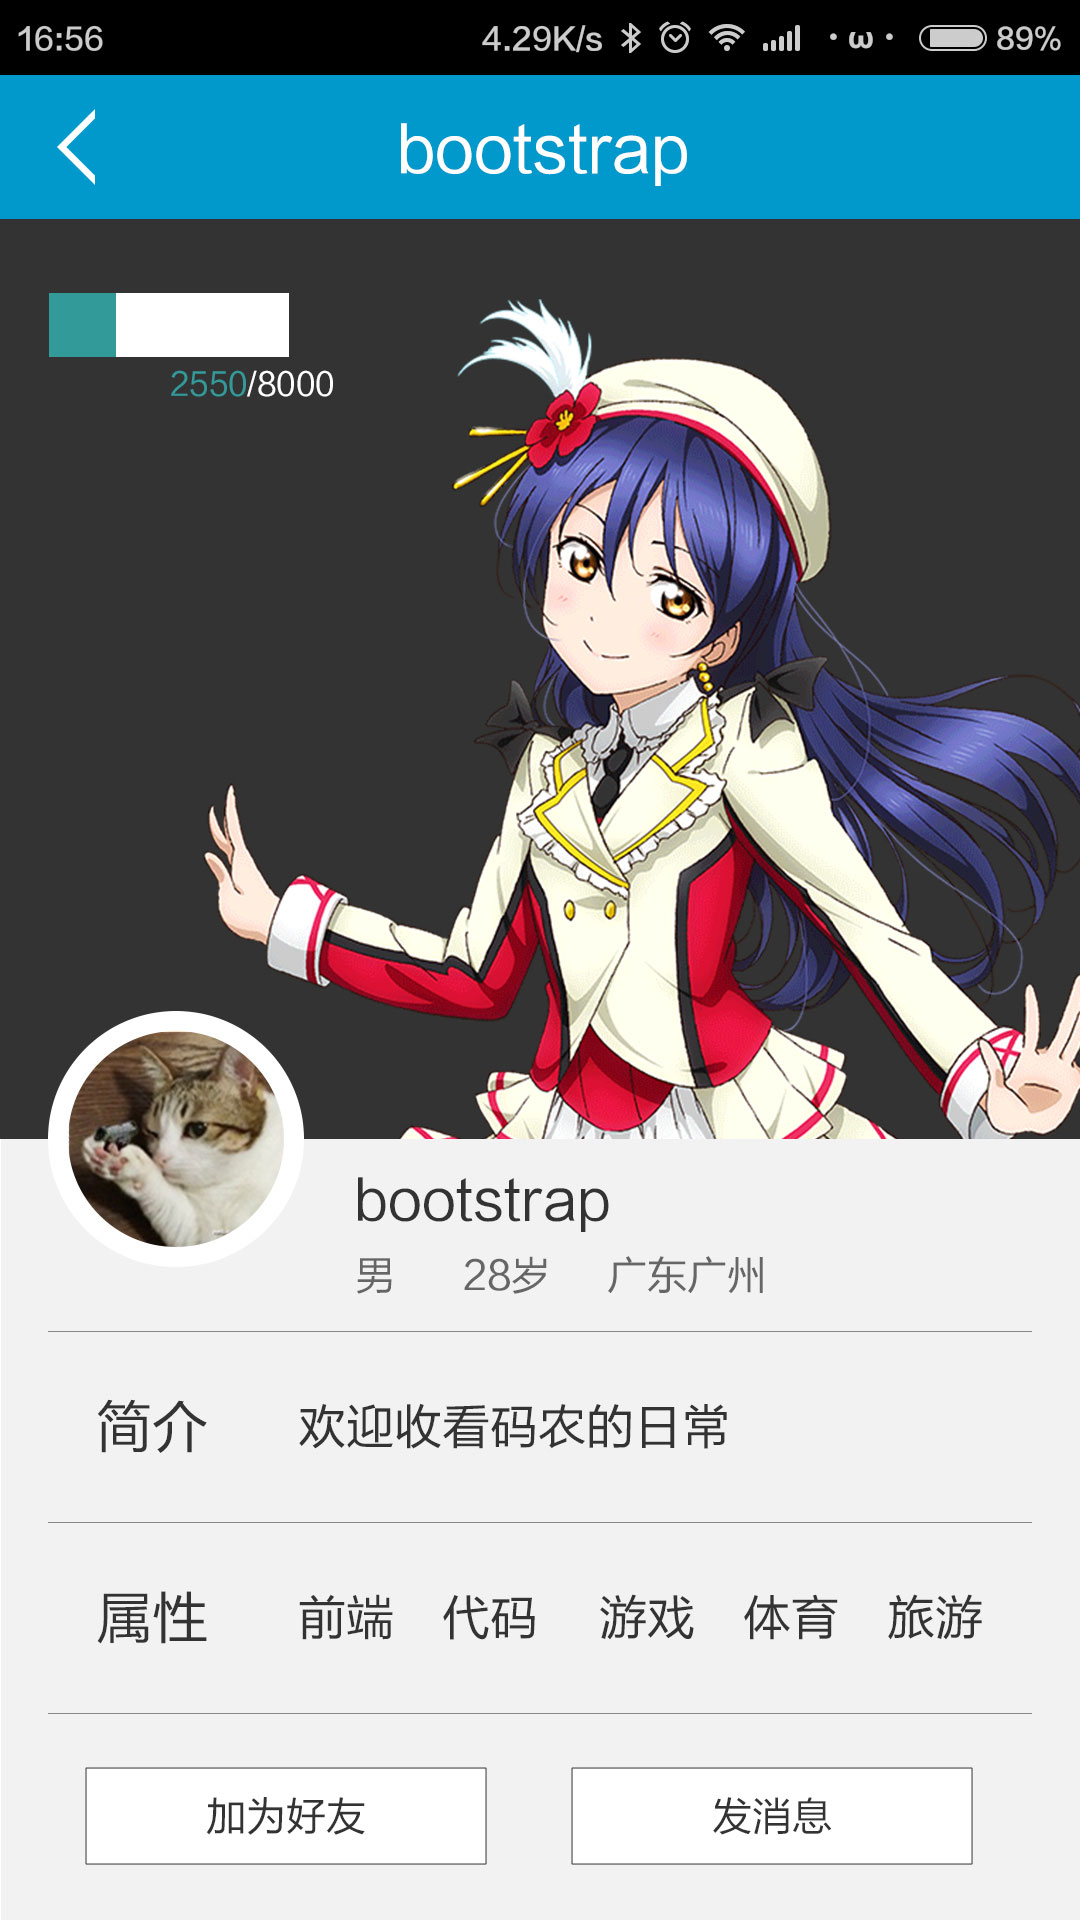 16:56 4.29K/s ·ω· 89%
bootstrap
2550/8000
bootstrap
男 28岁 广东广州
简介 欢迎收看码农的日常
属性 前端 代码 游戏 体育 旅游
加为好友 发消息